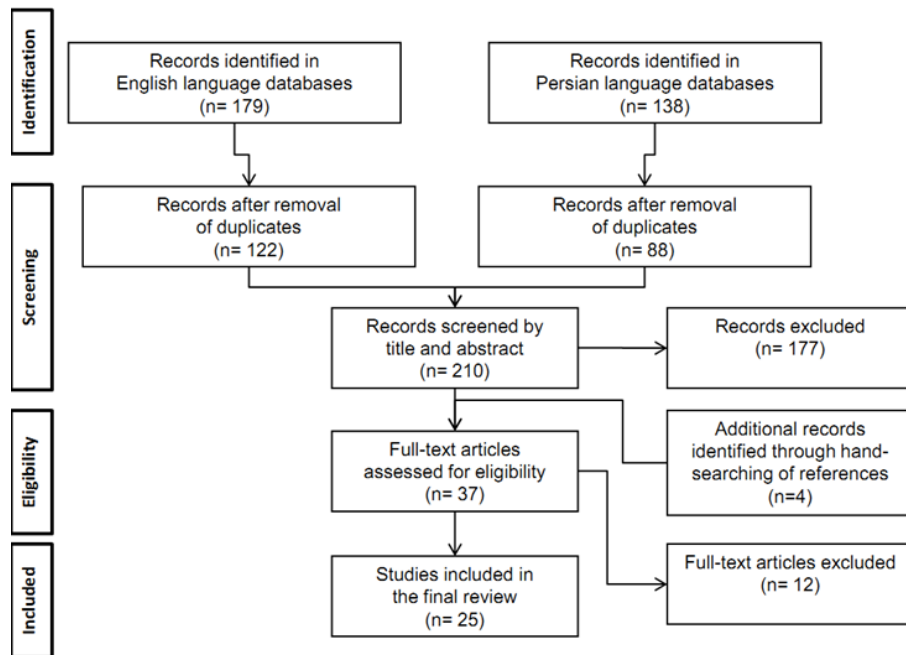 Identification
Records identified in
English language databases
(n= 179)
Records identified in
Persian language databases
(n= 138)
Screening
Records after removal
of duplicates
(n= 122)
Records after removal
of duplicates
(n= 88)
Records screened by
title and abstract
(n= 210)
Records excluded
(n= 177)
Eligibility
Full-text articles
assessed for eligibility
(n= 37)
Additional records
identified through hand-
searching of references
(n=4)
Included
Studies included in
the final review
(n= 25)
Full-text articles excluded
(n= 12)